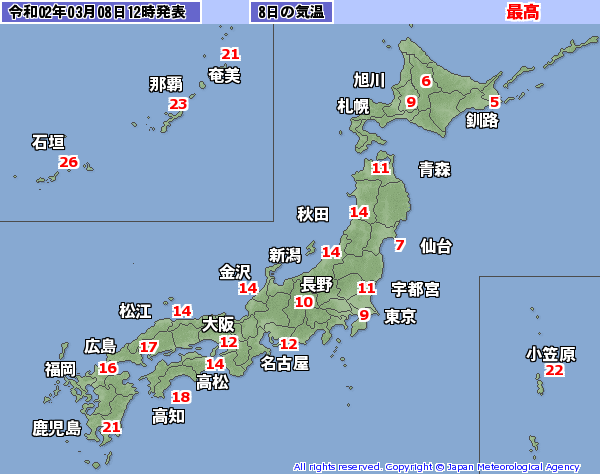 令和02年03月08日12時発表 8日の気温 最高
21
奄美
那覇
23
石垣
26
旭川 6
札幌 9 5
釧路
11 青森
秋田 14
7 仙台
新潟 14
金沢
14
長野 11 宇都宮
10
松江 14
9 東京
大阪
12
広島 17
12
名古屋
福岡 16
14
高松
18
高知
鹿児島 21
小笠原
22
All rights reserved. Copyright © Japan Meteorological Agency